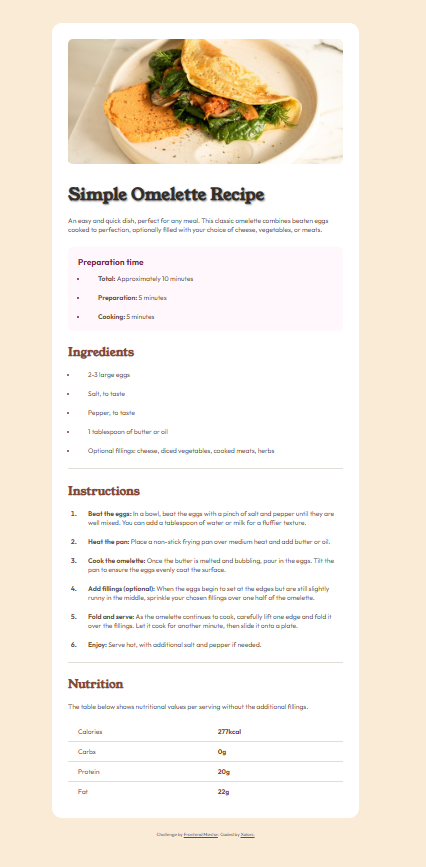 Simple Omelette Recipe
An easy and quick dish, perfect for any meal. This classic omelette combines beaten eggs
cooked to perfection, optionally filled with your choice of cheese, vegetables, or meats.
Preparation time
Total: Approximately 10 minutes
Preparation: 5 minutes
Cooking: 5 minutes
Ingredients
2-3 large eggs
Salt, to taste
Pepper, to taste
1 tablespoon of butter or oil
Optional fillings: cheese, diced vegetables, cooked meats, herbs
Instructions
1. Beat the eggs: In a bowl, beat the eggs with a pinch of salt and pepper until they are
well mixed. You can add a tablespoon of water or milk for a fluffier texture.
2. Heat the pan: Place a non-stick frying pan over medium heat and add butter or oil.
3. Cook the omelette: Once the butter is melted and bubbling, pour in the eggs. Tilt the
pan to ensure the eggs evenly coat the surface.
4. Add fillings (optional): When the eggs begin to set at the edges but are still slightly
runny in the middle, sprinkle your chosen fillings over one half of the omelette.
5. Fold and serve: As the omelette continues to cook, carefully lift one edge and fold it
over the fillings. Let it cook for another minute, then slide it onto a plate.
6. Enjoy: Serve hot, with additional salt and pepper if needed.
Nutrition
The table below shows nutritional values per serving without the additional fillings.
Calories 277kcal
Carbs 0g
Protein 20g
Fat 22g
Challenge by Frontend Mentor. Coded by